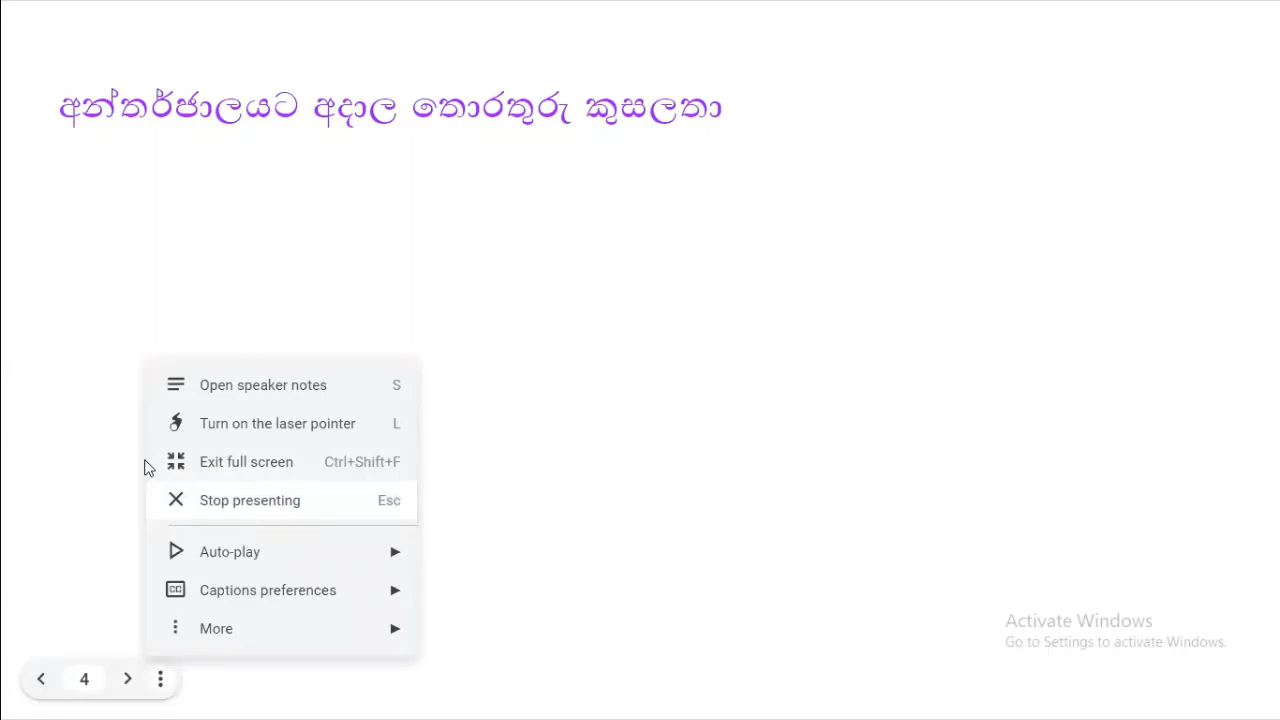 අන්තර්ජාලයට අදාල තොරතුරු කුසලතා
Open speaker notes S
Turn on the laser pointer L
Exit full screen Ctrl+Shift+F
Stop presenting Esc
Auto-play ▶
CC Captions preferences ▶
More ▶
Activate Windows
Go to Settings to activate Windows.
4